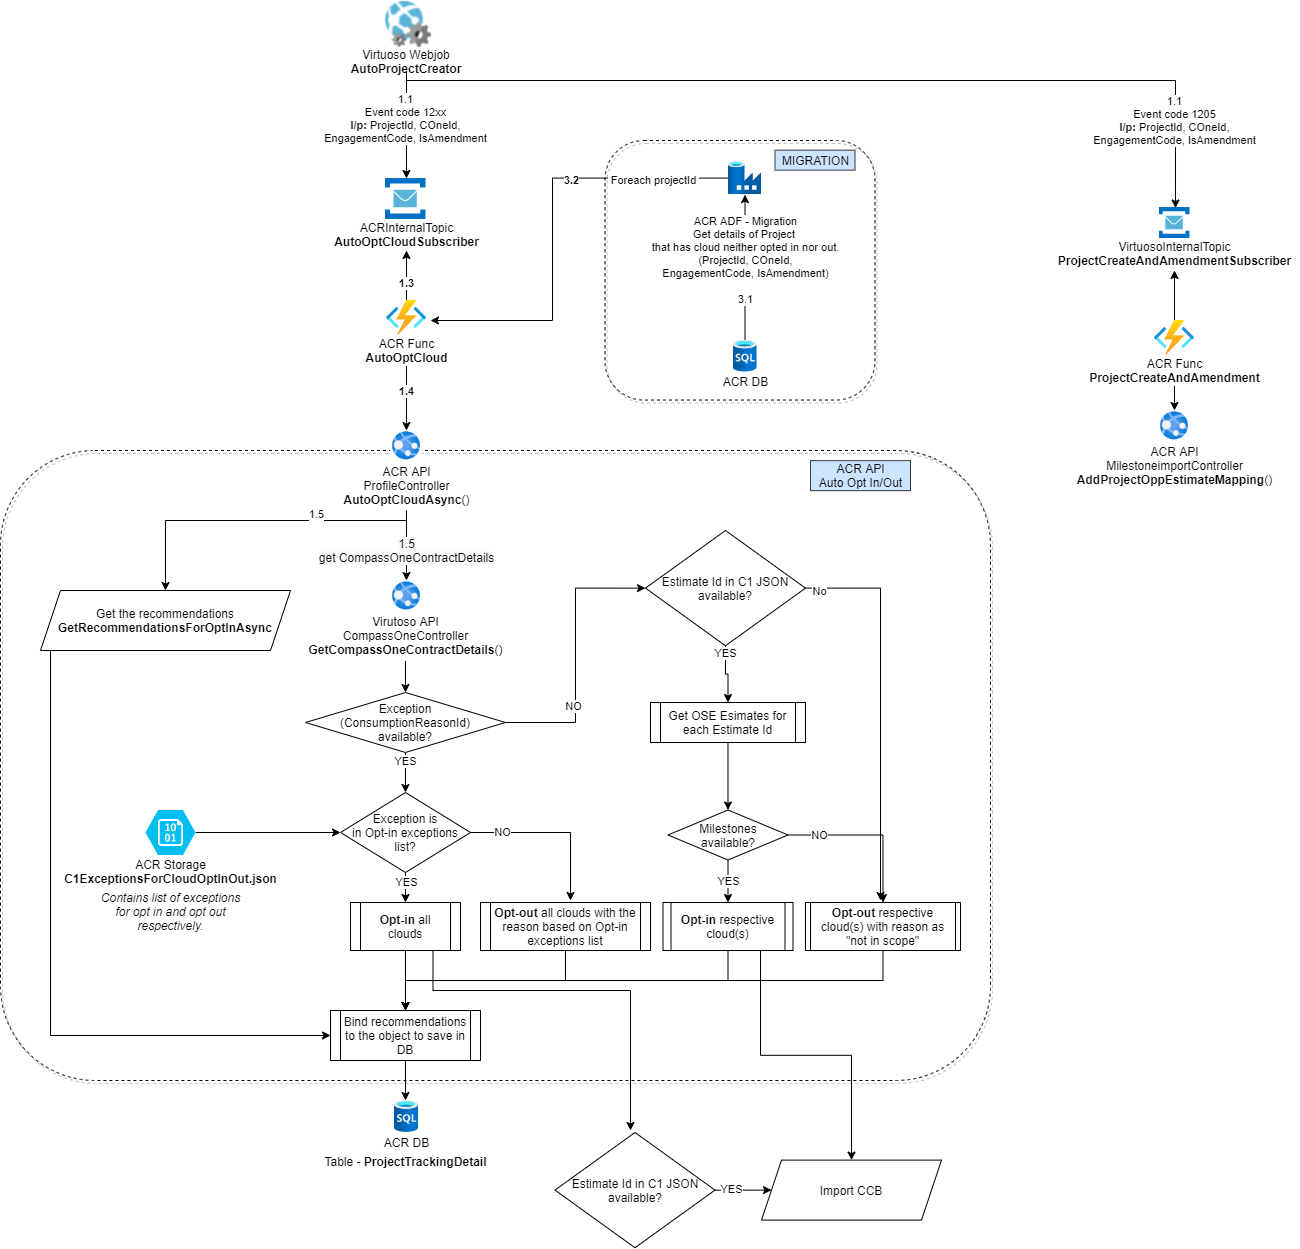 Virtuoso Webjob
AutoProjectCreator
1.1
Event code 12xx
I/p: ProjectId, COneId,
EngagementCode, IsAmendment
ACRInternalTopic
AutoOptCloudSubscriber
1.3
ACR Func
AutoOptCloud
1.4
MIGRATION
3.2
Foreach projectId
ACR ADF - Migration
Get details of Project
that has cloud neither opted in nor out.
(ProjectId, COneId,
EngagementCode, IsAmendment)
3.1
SQL
ACR DB
1.1
Event code 1205
I/p: ProjectId, COneId,
EngagementCode, IsAmendment
VirtuosoInternalTopic
ProjectCreateAndAmendmentSubscriber
ACR Func
ProjectCreateAndAmendment
ACR API
MilestoneimportController
AddProjectOppEstimateMapping()
ACR API
ProfileController
AutoOptCloudAsync()
ACR API
Auto Opt In/Out
1.5
1.5
get CompassOneContractDetails
Get the recommendations
GetRecommendationsForOptInAsync
Virutoso API
CompassOneController
GetCompassOneContractDetails()
Estimate Id in C1 JSON
available?
No
YES
Exception
(ConsumptionReasonId)
available?
NO
YES
Get OSE Esimates for
each Estimate Id
10
01
ACR Storage
C1ExceptionsForCloudOptInOut.json
Contains list of exceptions
for opt in and opt out
respectively.
Exception is
in Opt-in exceptions
list?
NO
YES
Milestones
available?
NO
YES
Opt-in all
clouds
Opt-out all clouds with the
reason based on Opt-in
exceptions list
Opt-in respective
cloud(s)
Opt-out respective
cloud(s) with reason as
"not in scope"
Bind recommendations
to the object to save in
DB
SQL
ACR DB
Table - ProjectTrackingDetail
Estimate Id in C1 JSON
available?
YES
Import CCB